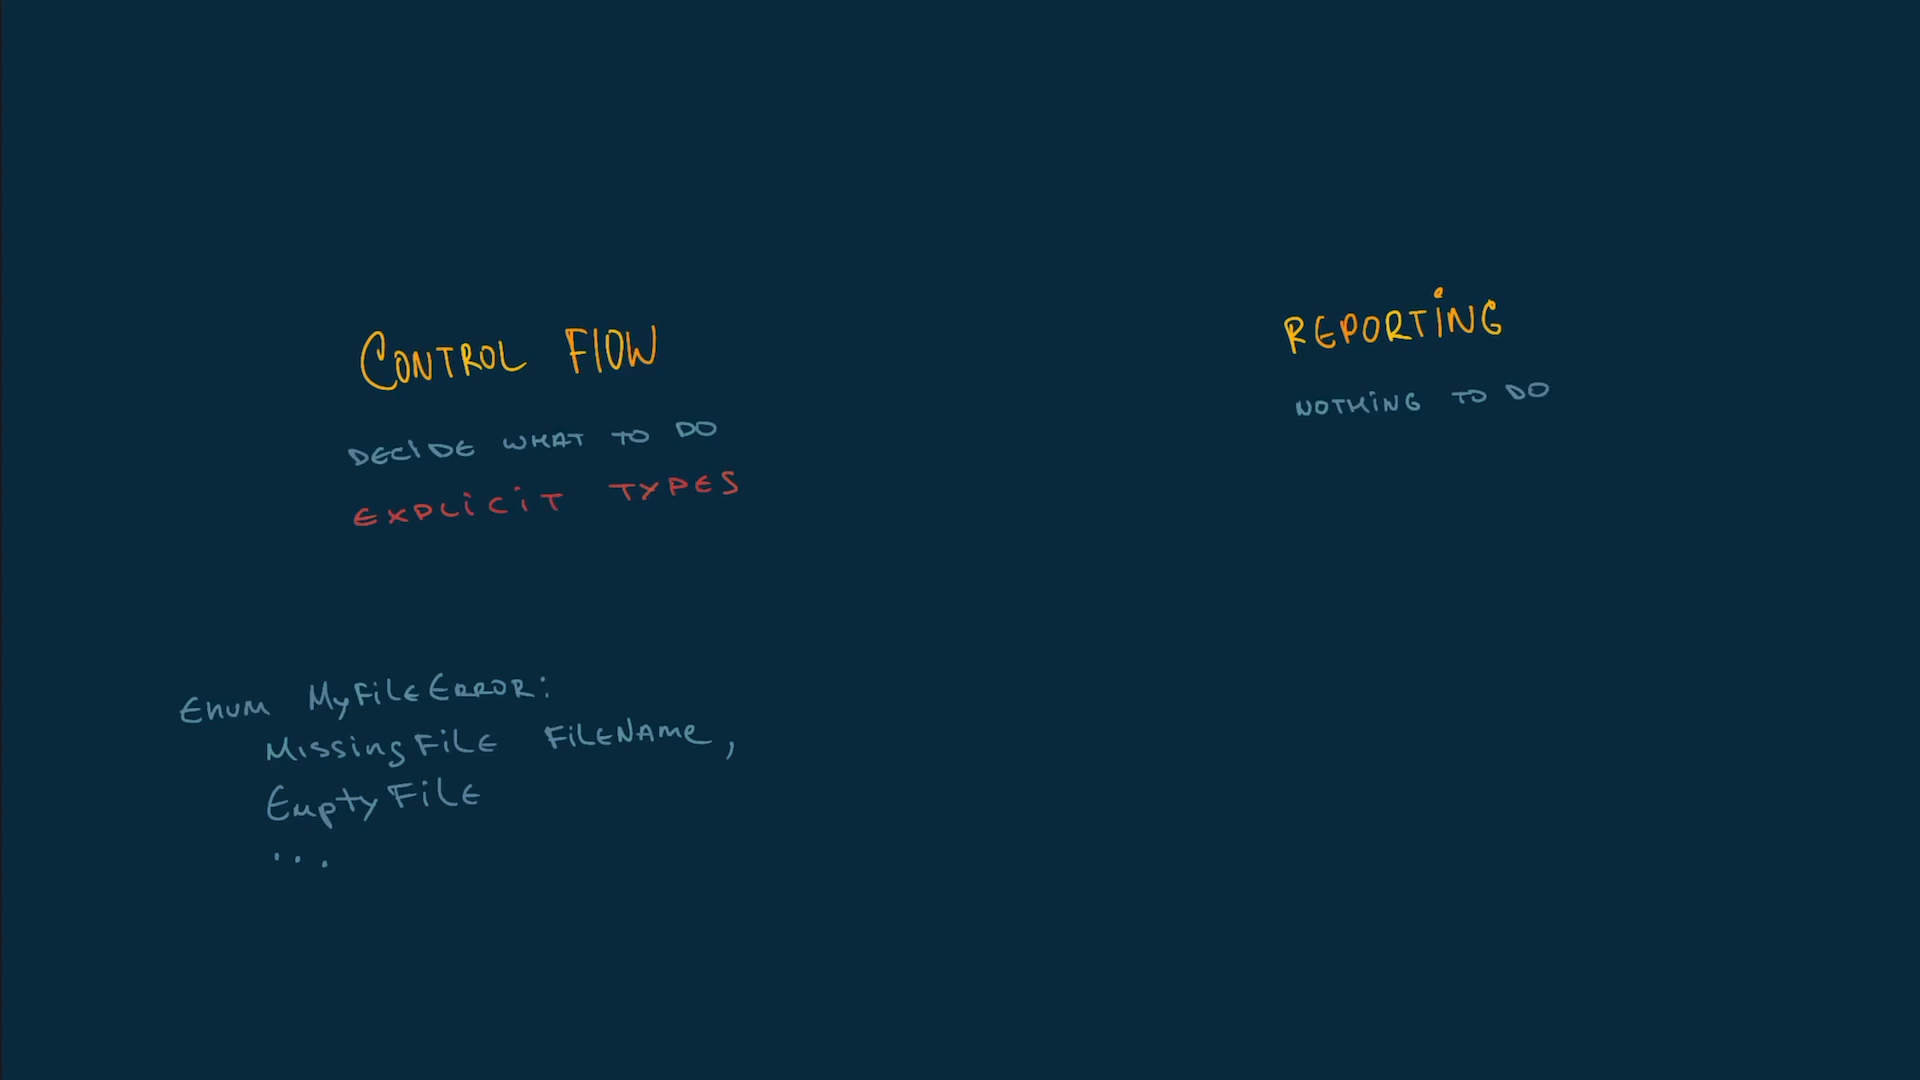 CONTROL FLOW
DECIDE WHAT TO DO
EXPLICIT TYPES
REPORTING
NOTHING TO DO
Enum MyFileError:
MissingFile FileName,
EmptyFile
...